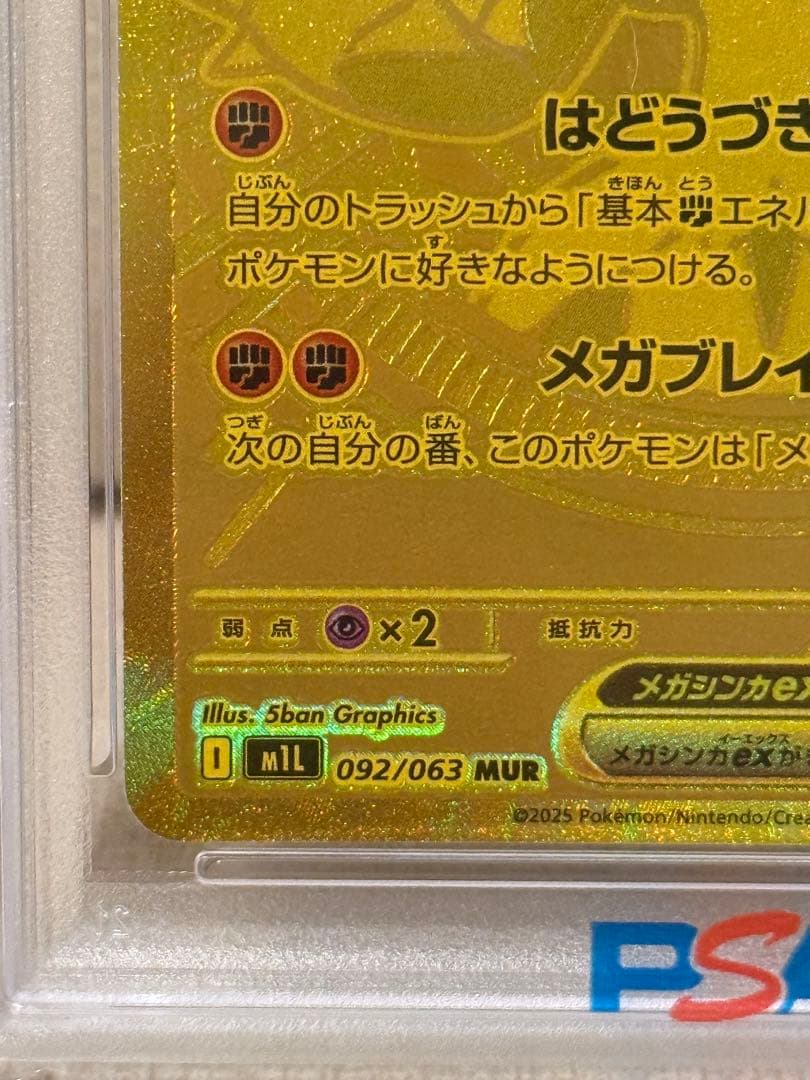 はどうづき
じぶん きほん とう
自分のトラッシュから「基本 エネル
す
ポケモンに好きなようにつける。
メガブレイ
つぎ じぶん ばん
次の自分の番、このポケモンは「メ
弱点 ×2 抵抗力
メガシンカex
Illus. 5ban Graphics
イーエックス
メガシンカexが
I M1L 092/063 MUR
©2025 Pokémon/Nintendo/Crea
PSA